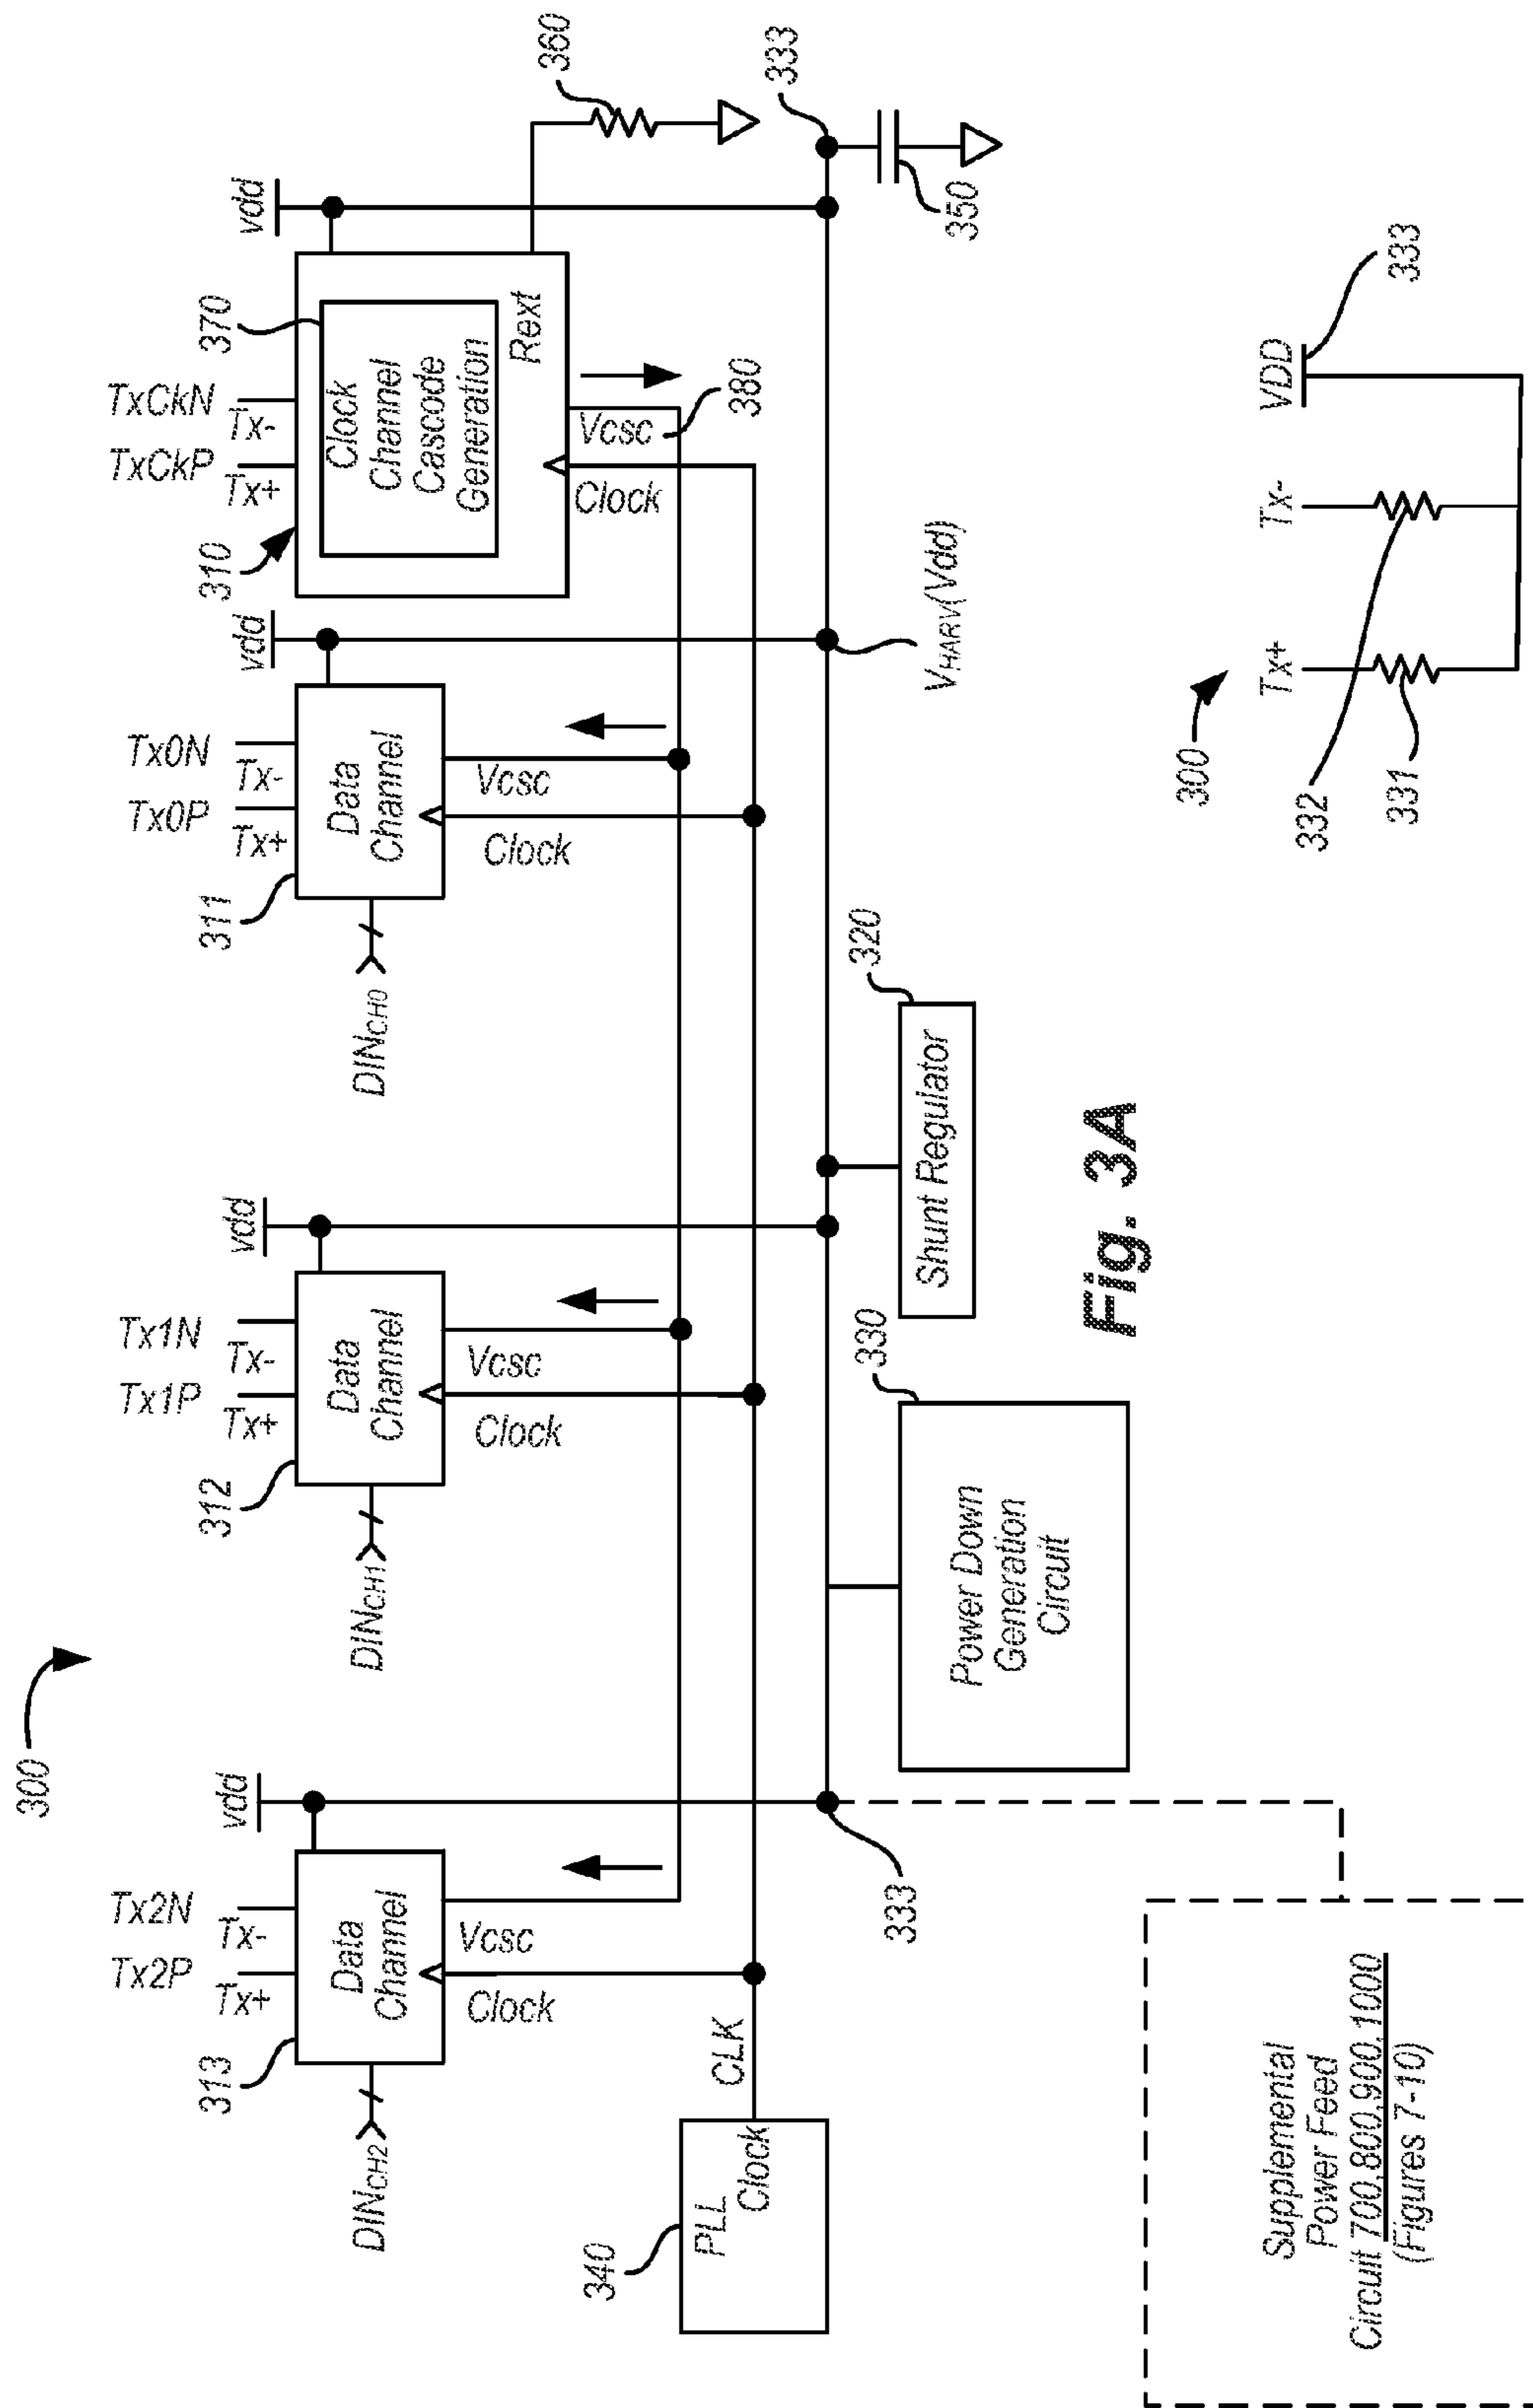 300
Tx2N
Tx2P
Tx-
Tx+
vdd
313
Data
Channel
DINCH2
Vcsc
Clock
Tx1N
Tx1P
Tx-
Tx+
vdd
312
Data
Channel
DINCH1
Vcsc
Clock
Tx0N
Tx0P
Tx-
Tx+
vdd
311
Data
Channel
DINCH0
Vcsc
Clock
TxCkN
TxCkP
Tx-
Tx+
vdd
310
370
Clock
Channel
Cascode
Generation
Rext
360
Vcsc
380
Clock
340
PLL
Clock
CLK
333
333
350
VHARV(Vdd)
330
Power Down
Generation
Circuit
320
Shunt Regulator
Supplemental
Power Feed
Circuit 700,800,900,1000
(Figures 7-10)
Fig. 3A
300
Tx+
Tx-
VDD
333
332
331